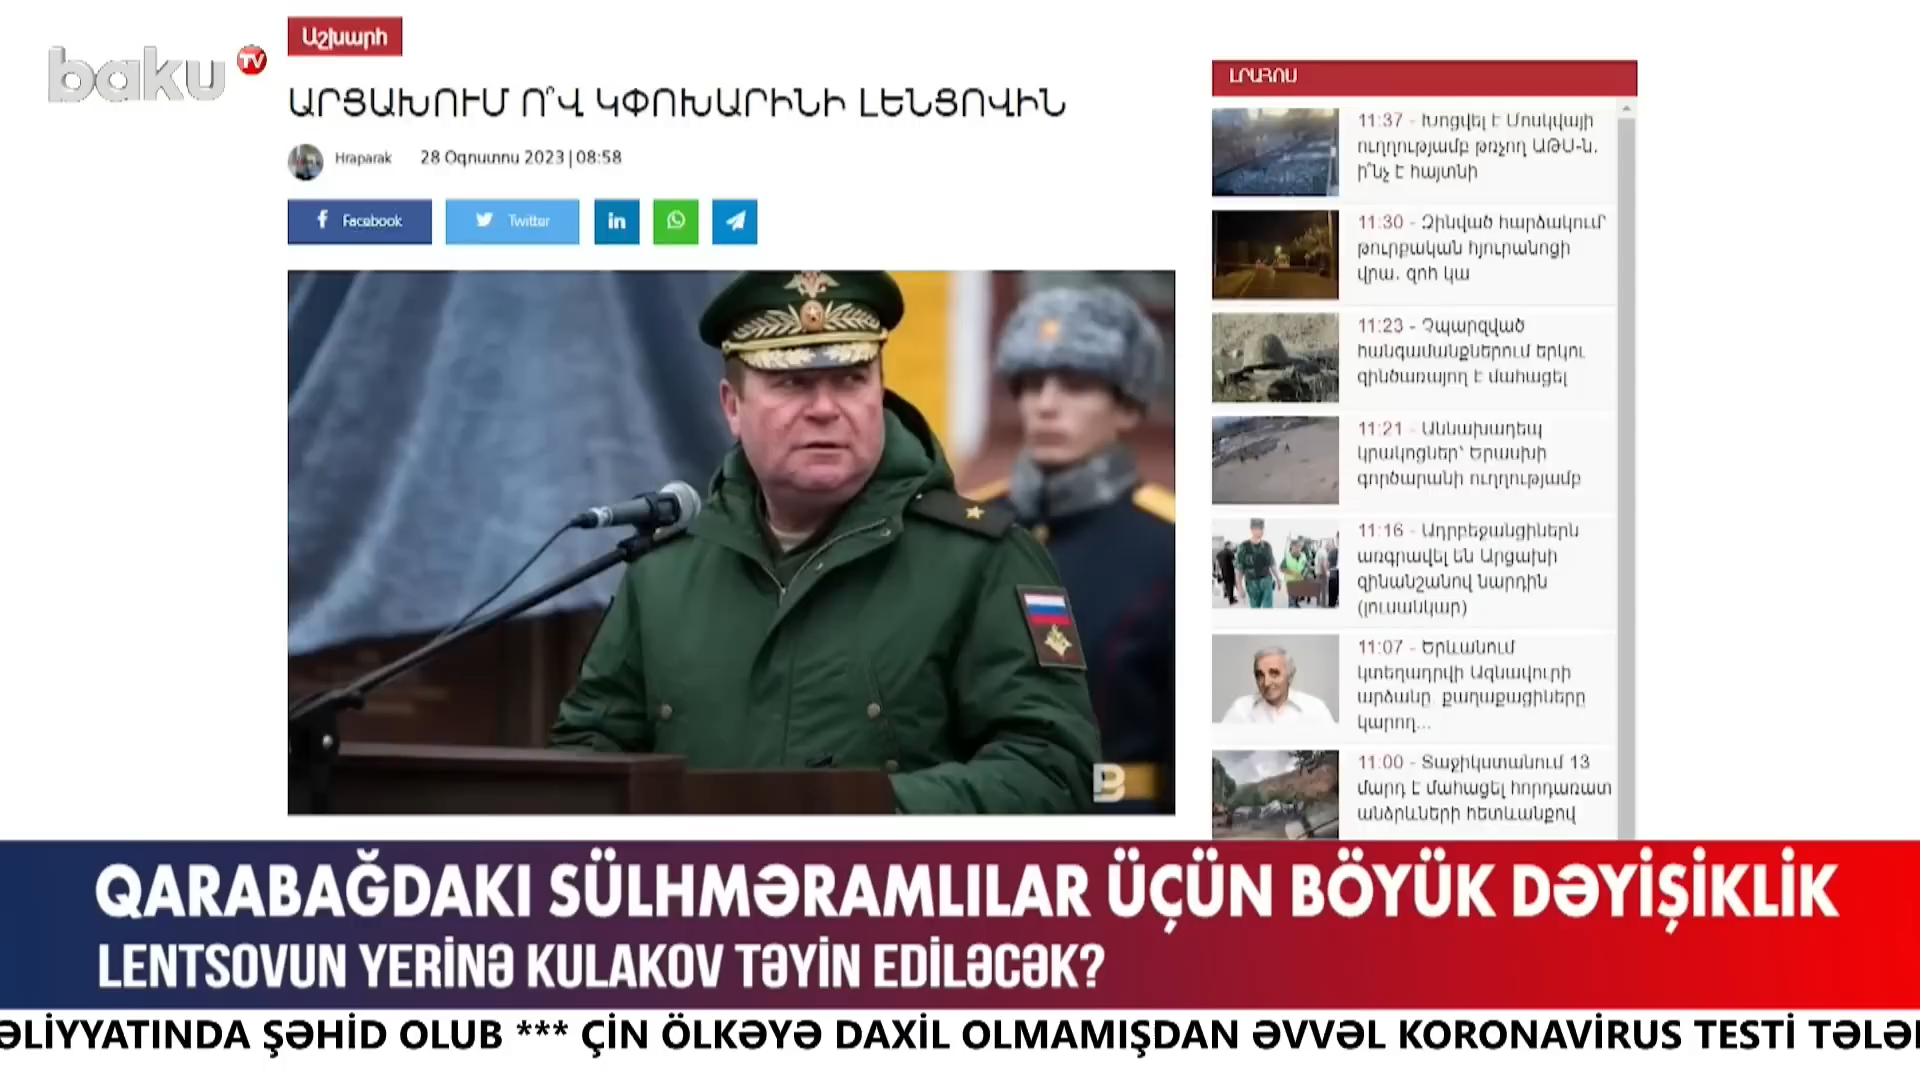 baku TV
Աշխարհ
ԱՐՑԱԽՈՒՄ Ո՞Վ ԿՓՈԽԱՐԻՆԻ ԼԵՆՑՈՎԻՆ
Hraparak 28 Օգոստոս 2023 | 08:58
Facebook Twitter
ԼՐԱՀՈՍ
11:37 - Խոցվել է Մոսկվայի
ուղղությամբ թռչող ԱԹՍ-ն.
ի՞նչ է հայտնի
11:30 - Զինված հարձակում՝
թուրքական հյուրանոցի
վրա. զոհ կա
11:23 - Չպարզված
հանգամանքներում երկու
զինծառայող է մահացել
11:21 - Աննախադեպ
կրակոցներ՝ Երասխի
գործարանի ուղղությամբ
11:16 - Ադրբեջանցիներն
առգրավել են Արցախի
զինանշանով նարդին
(լուսանկար)
11:07 - Երևանում
կտեղադրվի Ազնավուրի
արձանը. քաղաքացիները
կարող...
11:00 - Տաջիկստանում 13
մարդ է մահացել հորդառատ
անձրևների հետևանքով
B
QARABAĞDAKI SÜLHMƏRAMLILAR ÜÇÜN BÖYÜK DƏYİŞİKLİK
LENTSOVUN YERİNƏ KULAKOV TƏYİN EDİLƏCƏK?
ƏLİYYATINDA ŞƏHİD OLUB *** ÇİN ÖLKƏYƏ DAXİL OLMAMIŞDAN ƏVVƏL KORONAVİRUS TESTİ TƏLƏ